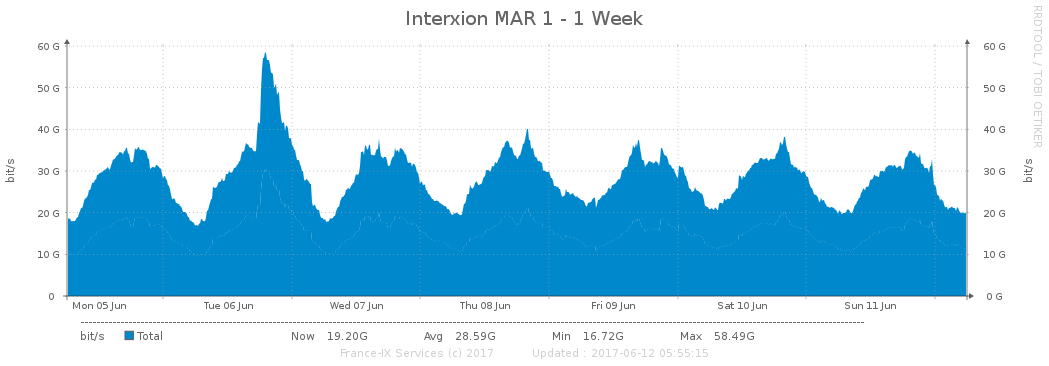 Interxion MAR 1 - 1 Week
RRDTOOL / TOBI OETIKER
bit/s
60 G 60 G
50 G 50 G
40 G 40 G
30 G 30 G
20 G 20 G
10 G 10 G
0 0 G
bit/s
Mon 05 Jun Tue 06 Jun Wed 07 Jun Thu 08 Jun Fri 09 Jun Sat 10 Jun Sun 11 Jun
bit/s Total Now 19.20G Avg 28.59G Min 16.72G Max 58.49G
France-IX Services (c) 2017 Updated : 2017-06-12 05:55:15